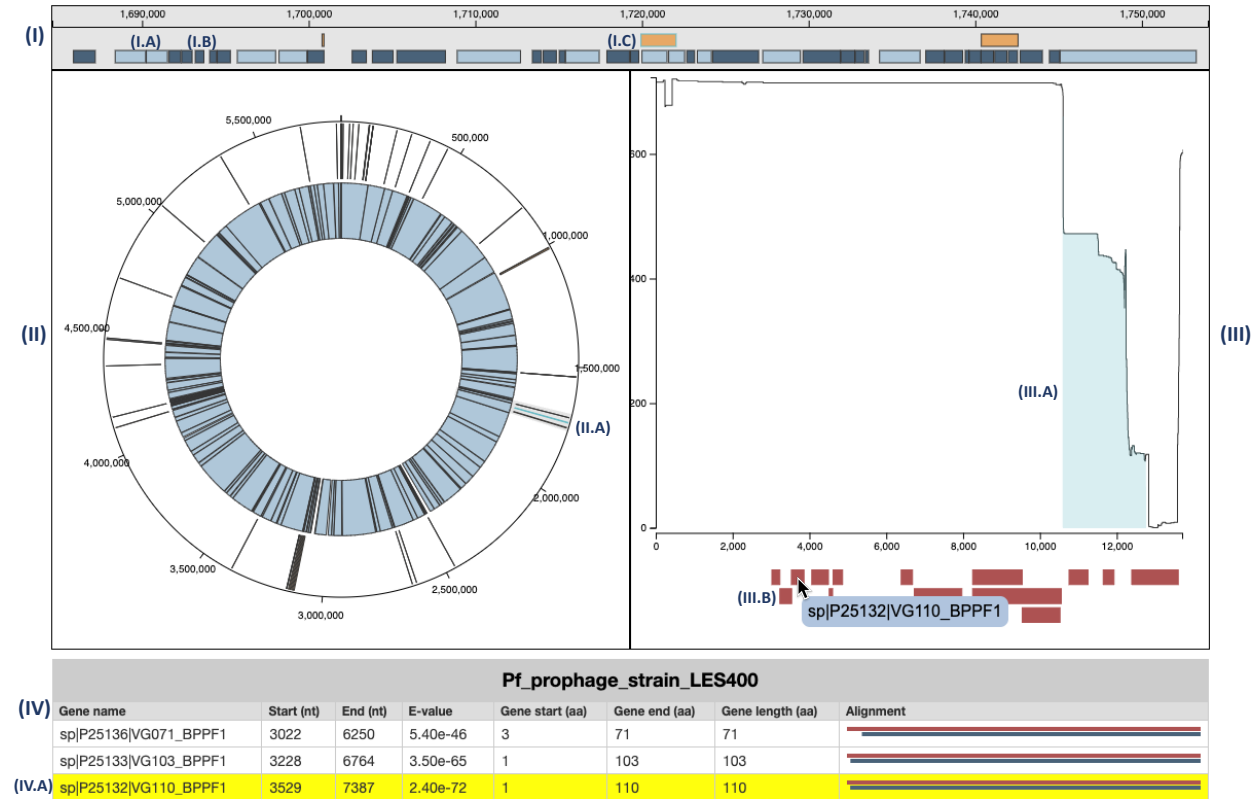 1,690,000 1,700,000 1,710,000 1,720,000 1,730,000 1,740,000 1,750,000
(I)
(I.A) (I.B) (I.C)
(II)
5,500,000
500,000
5,000,000
1,000,000
4,500,000
1,500,000
(II.A)
4,000,000
2,000,000
3,500,000
2,500,000
3,000,000
(III)
600
400
(III.A)
200
0
0 2,000 4,000 6,000 8,000 10,000 12,000
(III.B)
sp|P25132|VG110_BPPF1
Pf_prophage_strain_LES400
(IV)
Gene name Start (nt) End (nt) E-value Gene start (aa) Gene end (aa) Gene length (aa) Alignment
sp|P25136|VG071_BPPF1 3022 6250 5.40e-46 3 71 71
sp|P25133|VG103_BPPF1 3228 6764 3.50e-65 1 103 103
(IV.A) sp|P25132|VG110_BPPF1 3529 7387 2.40e-72 1 110 110